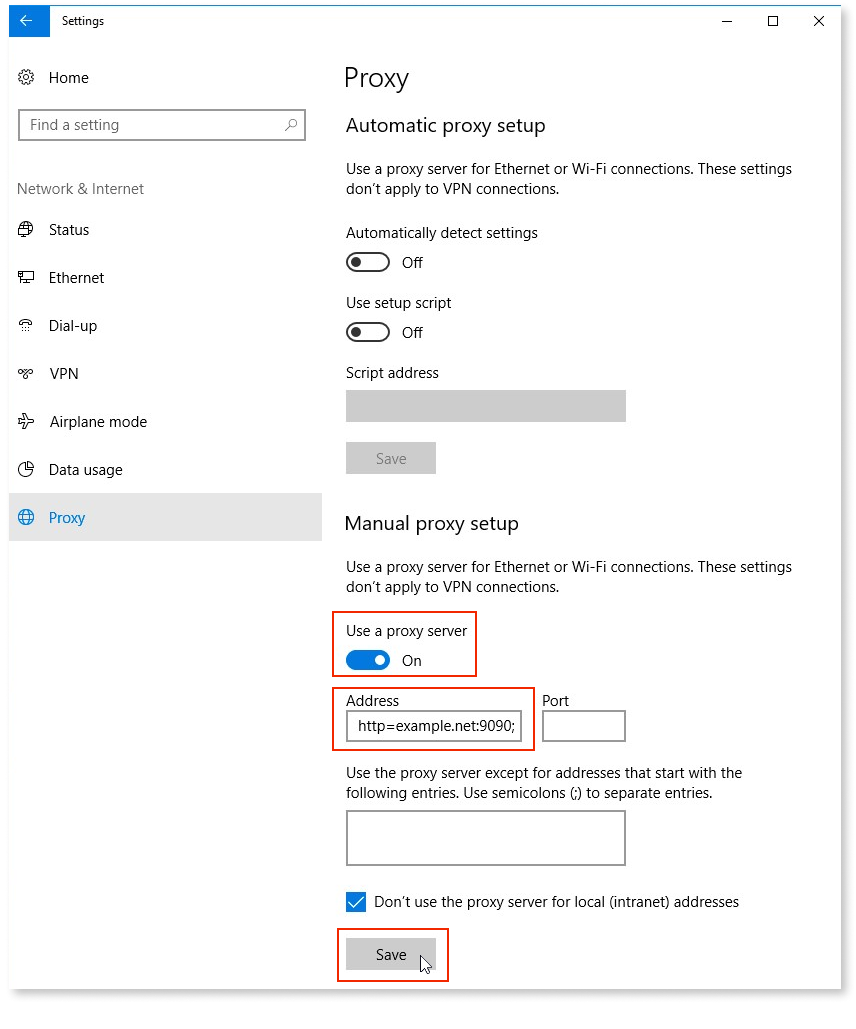 Settings
Home
Find a setting
Network & Internet
Status
Ethernet
Dial-up
VPN
Airplane mode
Data usage
Proxy
Proxy
Automatic proxy setup
Use a proxy server for Ethernet or Wi-Fi connections. These settings
don't apply to VPN connections.
Automatically detect settings
Off
Use setup script
Off
Script address
Save
Manual proxy setup
Use a proxy server for Ethernet or Wi-Fi connections. These settings
don't apply to VPN connections.
Use a proxy server
On
Address Port
http=example.net:9090;
Use the proxy server except for addresses that start with the
following entries. Use semicolons (;) to separate entries.
Don't use the proxy server for local (intranet) addresses
Save